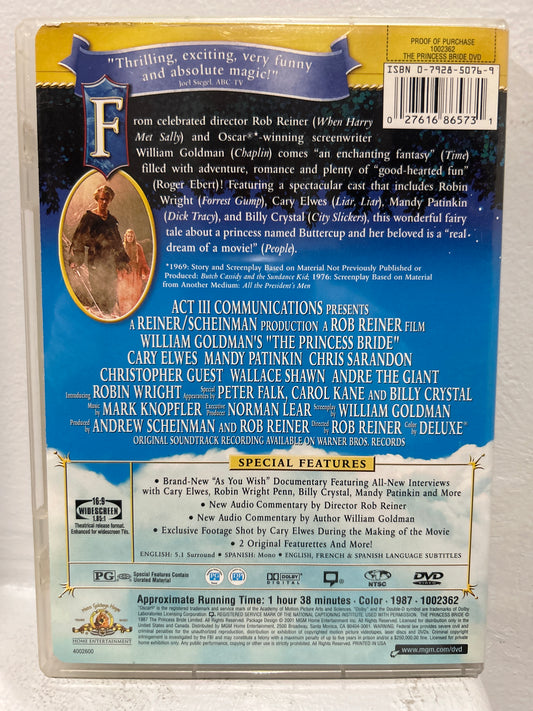 PROOF OF PURCHASE
1002362
THE PRINCESS BRIDE DVD
ISBN 0-7928-5076-9
0 27616 86573 1
"Thrilling, exciting, very funny
and absolute magic!"
Joel Siegel, ABC-TV
From celebrated director Rob Reiner (When Harry
Met Sally) and Oscar®*-winning screenwriter
William Goldman (Chaplin) comes "an enchanting fantasy" (Time)
filled with adventure, romance and plenty of "good-hearted fun"
(Roger Ebert)! Featuring a spectacular cast that includes Robin
Wright (Forrest Gump), Cary Elwes (Liar, Liar), Mandy Patinkin
(Dick Tracy), and Billy Crystal (City Slickers), this wonderful fairy
tale about a princess named Buttercup and her beloved is a "real
dream of a movie!" (People).
*1969: Story and Screenplay Based on Material Not Previously Published or
Produced: Butch Cassidy and the Sundance Kid; 1976: Screenplay Based on Material
from Another Medium: All the President's Men
ACT III COMMUNICATIONS PRESENTS
A REINER/SCHEINMAN PRODUCTION A ROB REINER FILM
WILLIAM GOLDMAN'S "THE PRINCESS BRIDE"
CARY ELWES MANDY PATINKIN CHRIS SARANDON
CHRISTOPHER GUEST WALLACE SHAWN ANDRE THE GIANT
Introducing ROBIN WRIGHT Special Appearances by PETER FALK, CAROL KANE AND BILLY CRYSTAL
Music by MARK KNOPFLER Executive Producer NORMAN LEAR Screenplay by WILLIAM GOLDMAN
Produced by ANDREW SCHEINMAN AND ROB REINER Directed by ROB REINER Color by DELUXE®
ORIGINAL SOUNDTRACK RECORDING AVAILABLE ON WARNER BROS. RECORDS
SPECIAL FEATURES
• Brand-New "As You Wish" Documentary Featuring All-New Interviews
with Cary Elwes, Robin Wright Penn, Billy Crystal, Mandy Patinkin and More
• New Audio Commentary by Director Rob Reiner
• New Audio Commentary by Author William Goldman
• Exclusive Footage Shot by Cary Elwes During the Making of the Movie
• 2 Original Featurettes And More!
ENGLISH: 5.1 Surround • SPANISH: Mono • ENGLISH, FRENCH & SPANISH LANGUAGE SUBTITLES
16:9
WIDESCREEN
1.85:1
Theatrical release format.
Enhanced for widescreen TVs.
PG
Special Features Contain
Unrated Material.
DOLBY
DIGITAL
NTSC
DVD
VIDEO
Approximate Running Time: 1 hour 38 minutes • Color • 1987 • 1002362
Metro Goldwyn Mayer
HOME ENTERTAINMENT
4002600
www.mgm.com/dvd